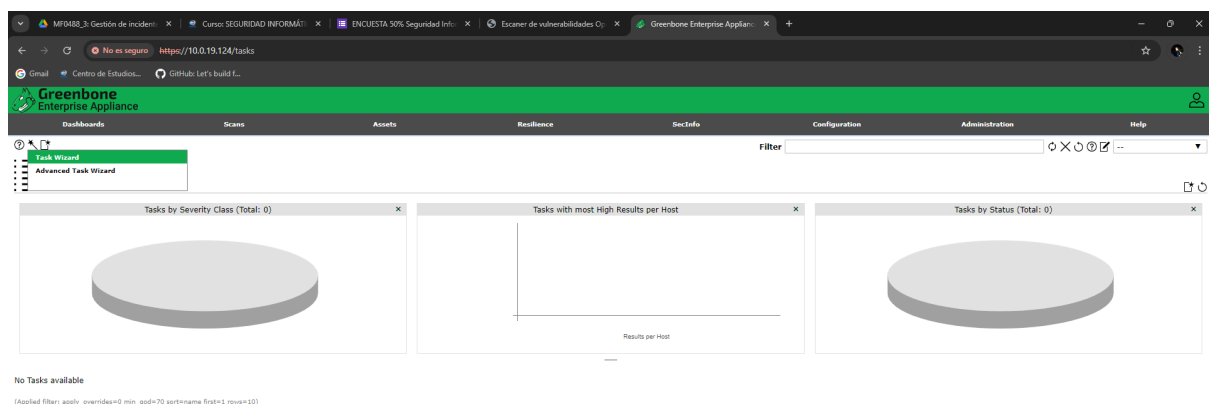 MF0488_3: Gestión de incident
Curso: SEGURIDAD INFORMÁTI
ENCUESTA 50% Seguridad Info
Escaner de vulnerabilidades Op
Greenbone Enterprise Applianc
No es seguro https://10.0.19.124/tasks
Gmail Centro de Estudios... GitHub: Let's build f...
Greenbone
Enterprise Appliance
Dashboards Scans Assets Resilience SecInfo Configuration Administration Help
Filter --
Task Wizard
Advanced Task Wizard
Tasks by Severity Class (Total: 0) Tasks with most High Results per Host Tasks by Status (Total: 0)
Results per Host
No Tasks available
(Applied filter: apply_overrides=0 min_qod=70 sort=name first=1 rows=10)